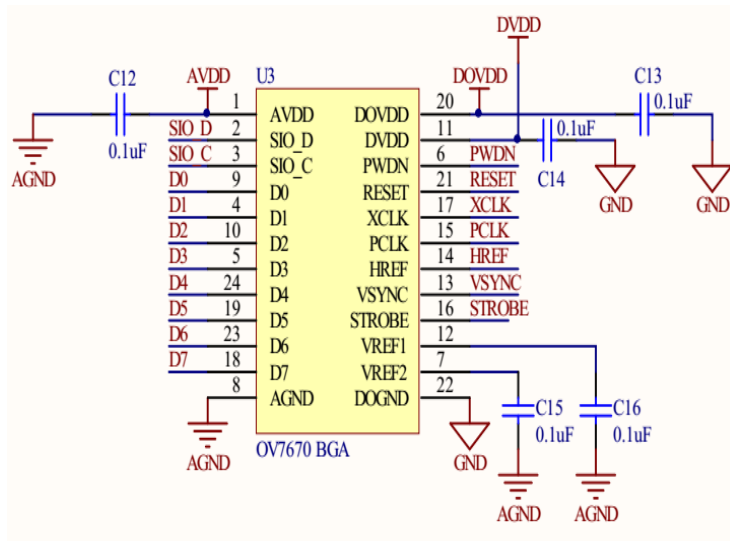 DVDD
C12
AVDD
U3
DOVDD
C13
1
AVDD
DOVDD
20
0.1uF
SIO_D
2
SIO_D
DVDD
11
0.1uF
0.1uF
SIO_C
3
SIO_C
PWDN
6
PWDN
C14
AGND
D0
9
D0
RESET
21
RESET
GND
GND
D1
4
D1
XCLK
17
XCLK
D2
10
D2
PCLK
15
PCLK
D3
5
D3
HREF
14
HREF
D4
24
D4
VSYNC
13
VSYNC
D5
19
D5
STROBE
16
STROBE
D6
23
D6
VREF1
12
D7
18
D7
VREF2
7
8
AGND
DOGND
22
C15
C16
0.1uF
0.1uF
AGND
OV7670 BGA
GND
AGND
AGND